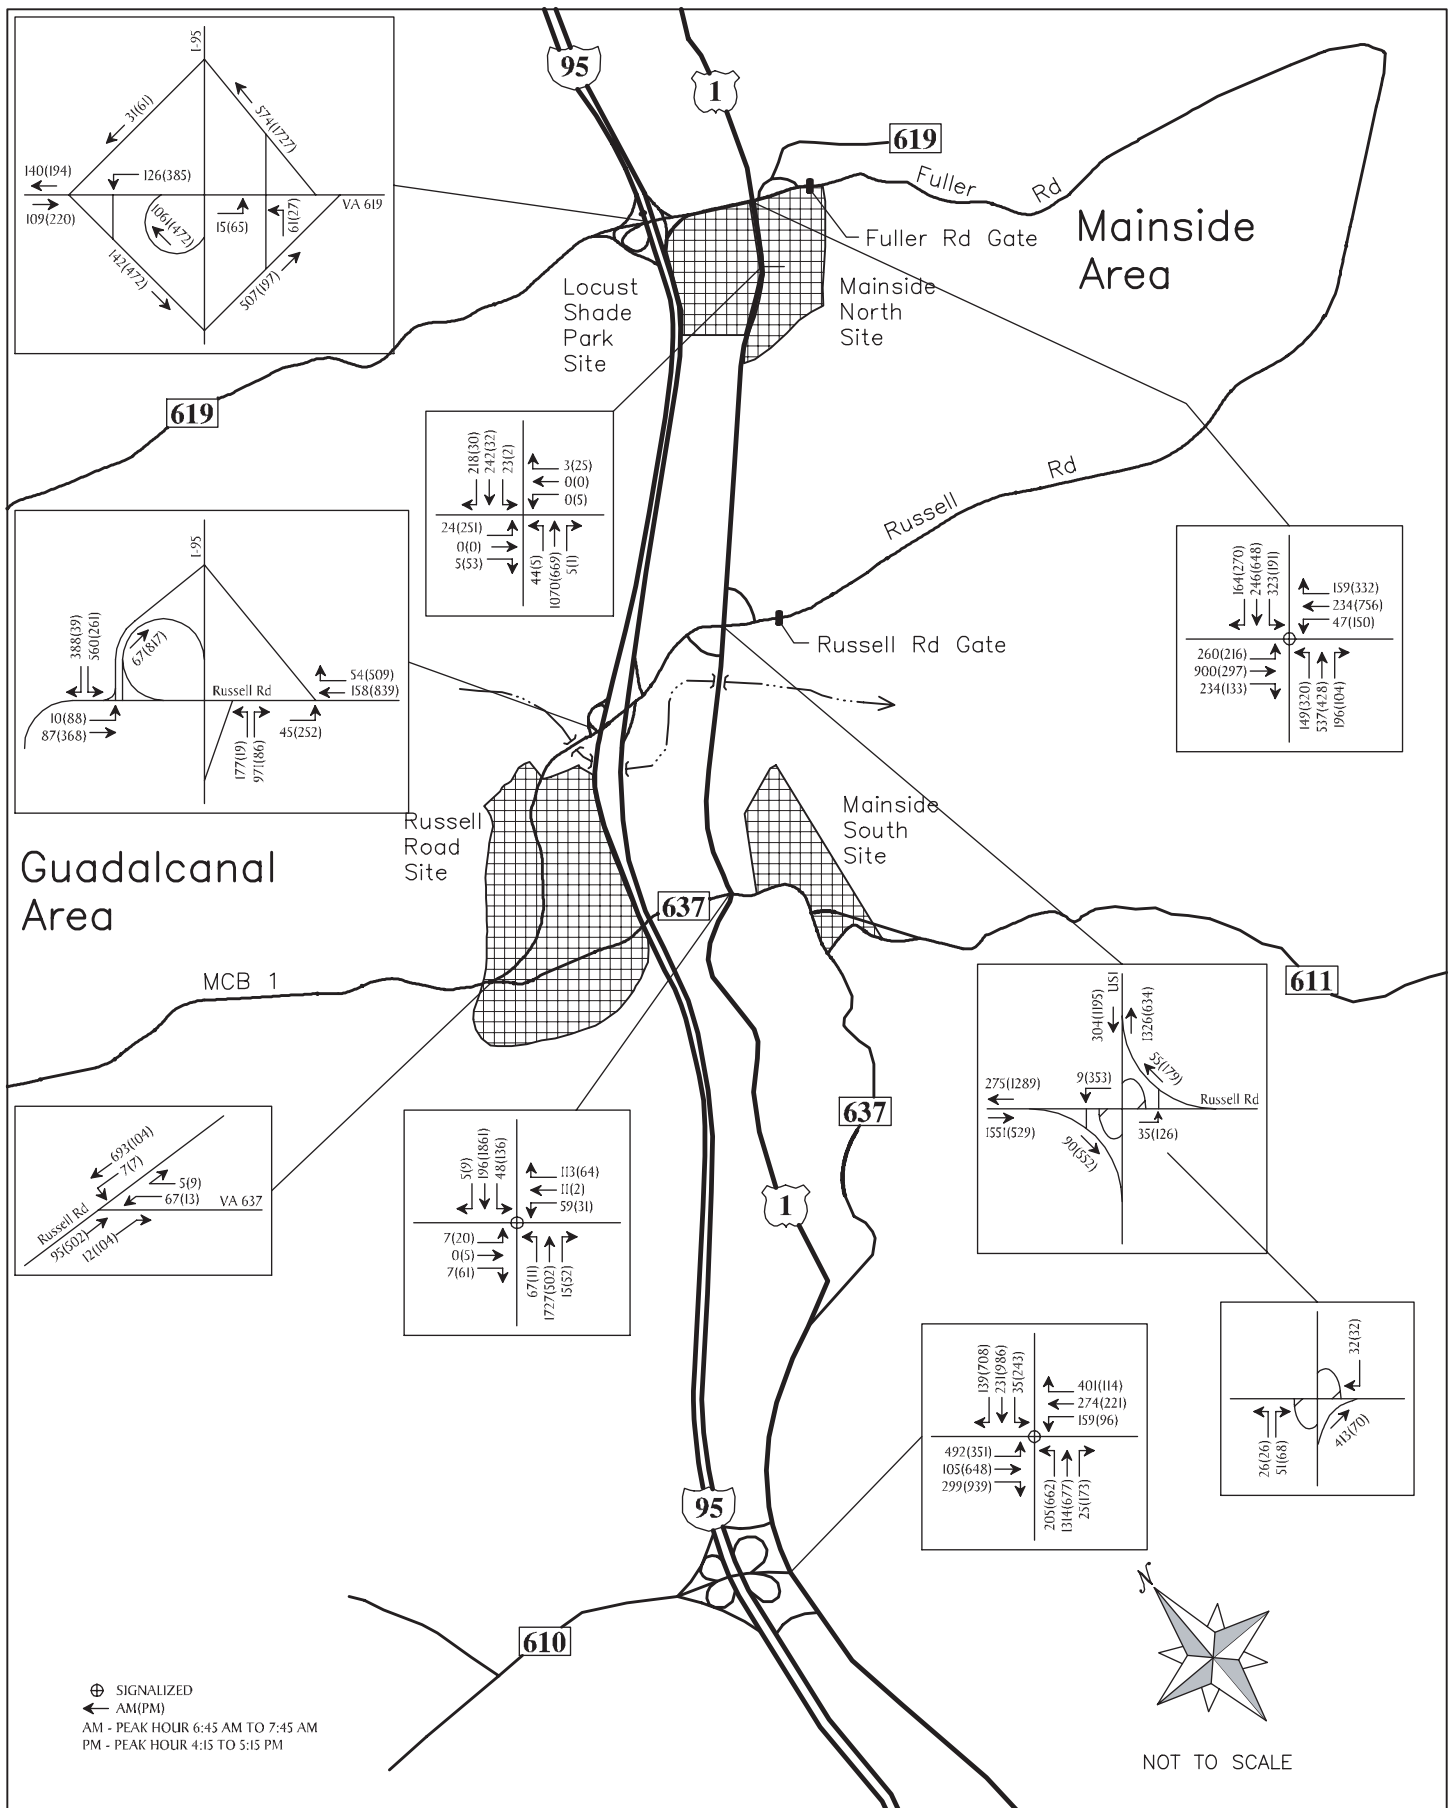 I-95
31(61)
574(1727)
140(194)
126(385)
109(220)
1061(472)
15(65)
61(27)
VA 619
142(472)
507(197)
95
1
619
Fuller
Rd
Fuller Rd Gate
Mainside
Area
Locust
Shade
Park
Site
Mainside
North
Site
619
218(30)
242(32)
23(2)
3(25)
0(0)
0(5)
24(251)
0(0)
5(53)
44(5)
1070(669)
5(1)
Russell
Rd
164(270)
246(648)
323(191)
159(332)
234(756)
47(150)
260(216)
900(297)
234(133)
149(320)
537(428)
196(104)
I-95
388(39)
560(261)
67(817)
Russell Rd
54(509)
158(839)
10(88)
87(368)
45(252)
177(19)
971(86)
Russell Rd Gate
Russell
Road
Site
Mainside
South
Site
Guadalcanal
Area
637
MCB 1
611
US1
304(1195)
1326(634)
275(1289)
9(353)
55(179)
Russell Rd
1551(529)
90(552)
35(126)
637
693(104)
7(7)
5(9)
67(13)
VA 637
Russell Rd
95(502)
12(104)
5(9)
196(1861)
48(136)
113(64)
11(2)
59(31)
7(20)
0(5)
7(61)
67(11)
1727(502)
15(52)
1
32(32)
26(26)
51(68)
413(70)
139(708)
231(986)
35(243)
401(114)
274(221)
159(96)
492(351)
105(648)
299(939)
205(662)
1314(677)
25(173)
95
610
N
SIGNALIZED
AM(PM)
AM - PEAK HOUR 6:45 AM TO 7:45 AM
PM - PEAK HOUR 4:15 TO 5:15 PM
NOT TO SCALE